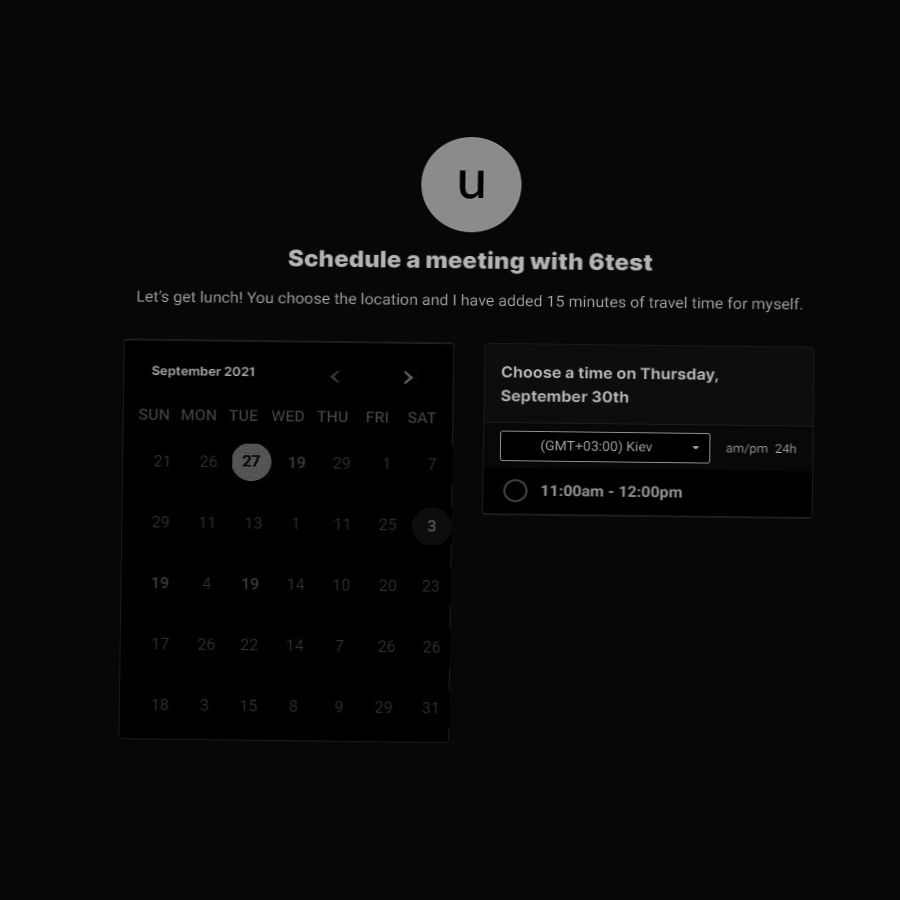 u
Schedule a meeting with 6test
Let's get lunch! You choose the location and I have added 15 minutes of travel time for myself.
September 2021 < >
SUN MON TUE WED THU FRI SAT
21 26 27 19 29 1 7
29 11 13 1 11 25 3
19 4 19 14 10 20 23
17 26 22 14 7 26 26
18 3 15 8 9 29 31
Choose a time on Thursday,
September 30th
(GMT+03:00) Kiev am/pm 24h
11:00am - 12:00pm